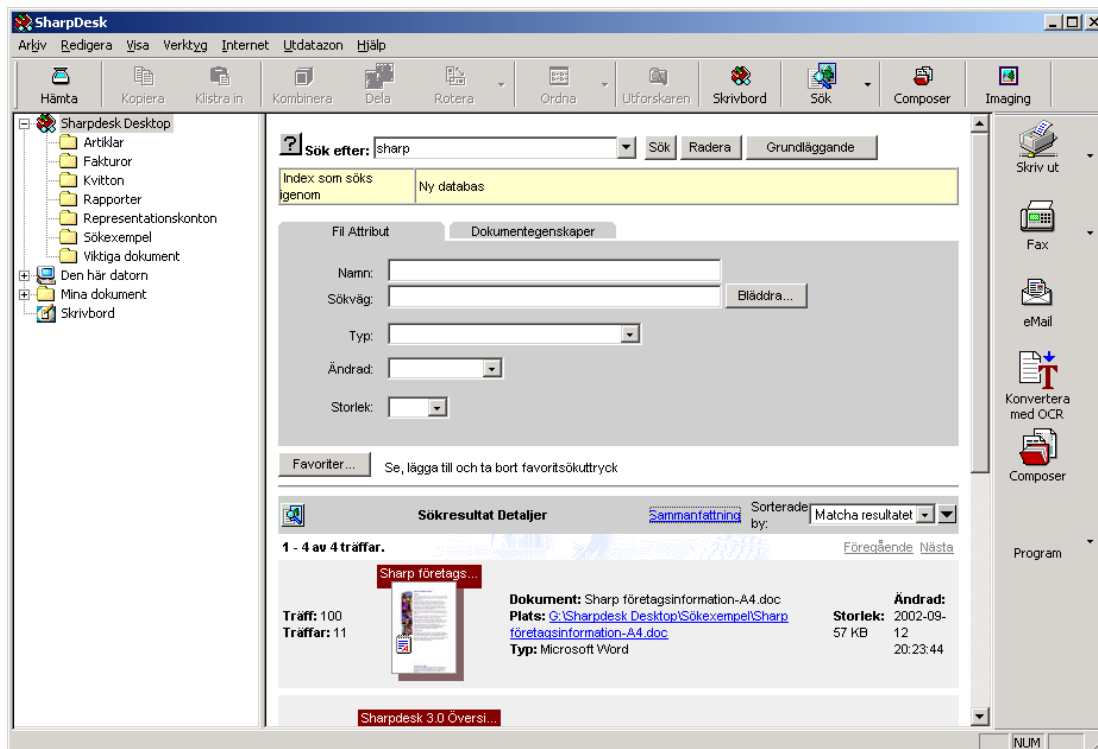 SharpDesk
Arkiv Redigera Visa Verktyg Internet Utdatazon Hjälp
Hämta Kopiera Klistra in Kombinera Dela Rotera Ordna Utforskaren Skrivbord Sök Composer Imaging
Sharpdesk Desktop
Artiklar
Fakturor
Kvitton
Rapporter
Representationskonton
Sökexempel
Viktiga dokument
Den här datorn
Mina dokument
Skrivbord
? Sök efter: sharp Sök Radera Grundläggande
Index som söks
igenom
Ny databas
Fil Attribut Dokumentegenskaper
Namn:
Sökväg: Bläddra...
Typ:
Ändrad:
Storlek:
Favoriter... Se, lägga till och ta bort favoritsökuttryck
Sökresultat Detaljer Sammanfattning
Sorterade
by:
Matcha resultatet
1 - 4 av 4 träffar. Föregående Nästa
Träff: 100
Träffar: 11
Sharp företags...
Dokument: Sharp företagsinformation-A4.doc
Plats: G:\Sharpdesk Desktop\Sökexempel\Sharp
företagsinformation-A4.doc
Typ: Microsoft Word
Storlek:
57 KB
Ändrad:
2002-09-
12
20:23:44
Sharpdesk 3.0 Översi...
Skriv ut
Fax
eMail
Konvertera
med OCR
Composer
Program
NUM